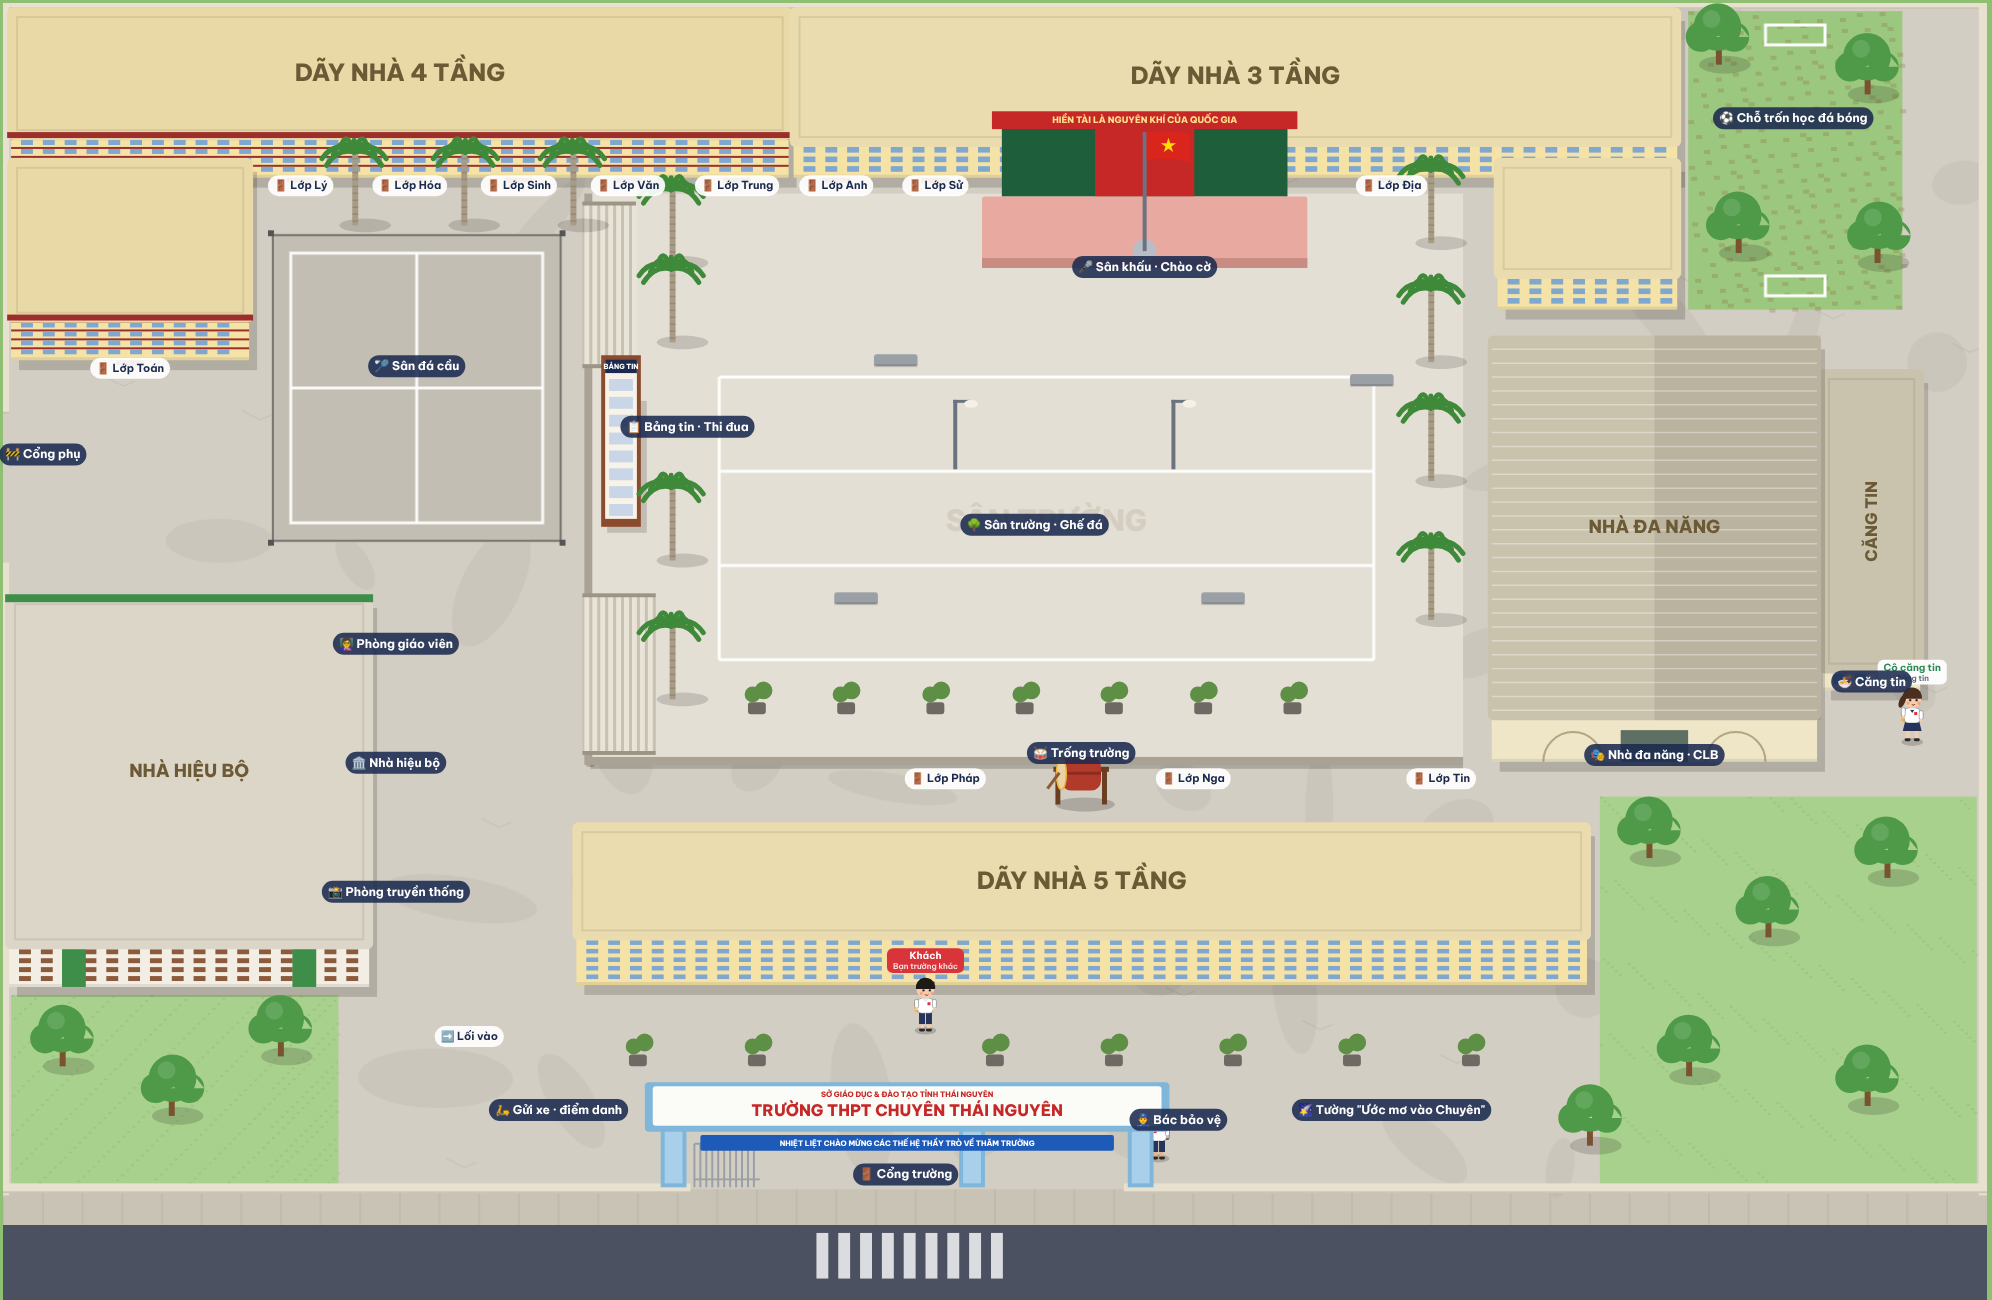 DÃY NHÀ 4 TẦNG
DÃY NHÀ 3 TẦNG
HIỀN TÀI LÀ NGUYÊN KHÍ CỦA QUỐC GIA
Chỗ trốn học đá bóng
Lớp Lý
Lớp Hóa
Lớp Sinh
Lớp Văn
Lớp Trung
Lớp Anh
Lớp Sử
Lớp Địa
Sân khấu · Chào cờ
Lớp Toán
Sân đá cầu
BẢNG TIN
Bảng tin · Thi đua
Cổng phụ
Sân trường · Ghế đá
NHÀ ĐA NĂNG
CĂNG TIN
Phòng giáo viên
Cô căng tin
Căng tin
Nhà đa năng · CLB
Trống trường
NHÀ HIỆU BỘ
Nhà hiệu bộ
Lớp Pháp
Lớp Nga
Lớp Tin
DÃY NHÀ 5 TẦNG
Phòng truyền thống
Khách
Bạn trường khác
Lối vào
SỞ GIÁO DỤC & ĐÀO TẠO TỈNH THÁI NGUYÊN
TRƯỜNG THPT CHUYÊN THÁI NGUYÊN
Gửi xe · điểm danh
Bác bảo vệ
Tường "Ước mơ vào Chuyên"
NHIỆT LIỆT CHÀO MỪNG CÁC THẾ HỆ THẦY TRÒ VỀ THĂM TRƯỜNG
Cổng trường